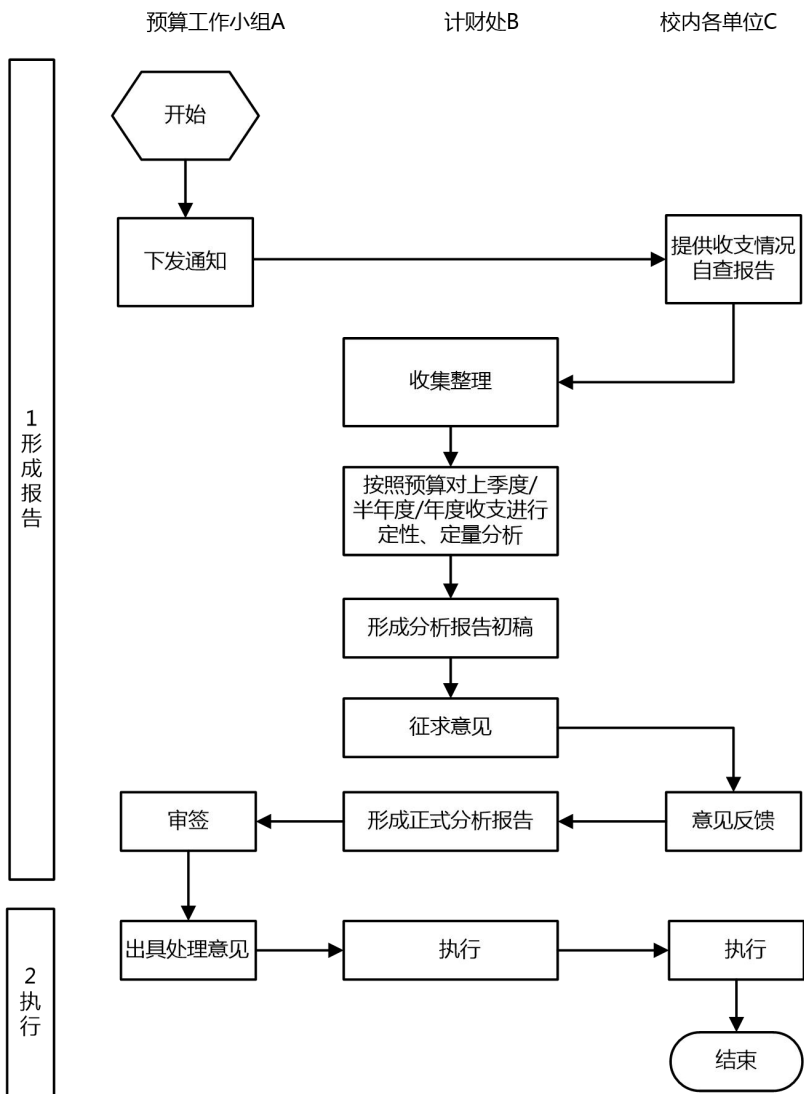 预算工作小组A
计财处B
校内各单位C
1
形
成
报
告
开始
下发通知
提供收支情况
自查报告
收集整理
按照预算对上季度/
半年度/年度收支进行
定性、定量分析
形成分析报告初稿
征求意见
审签
形成正式分析报告
意见反馈
2
执
行
出具处理意见
执行
执行
结束